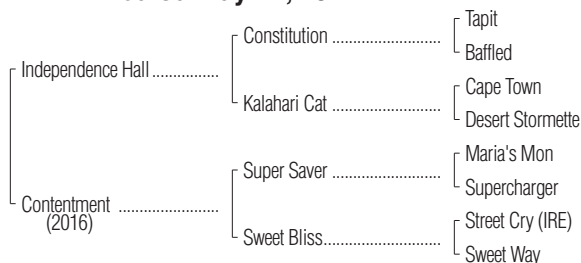 Tapit
Constitution
Baffled
Independence Hall
Cape Town
Kalahari Cat
Desert Stormette
Maria's Mon
Super Saver
Supercharger
Contentment
(2016)
Street Cry (IRE)
Sweet Bliss
Sweet Way